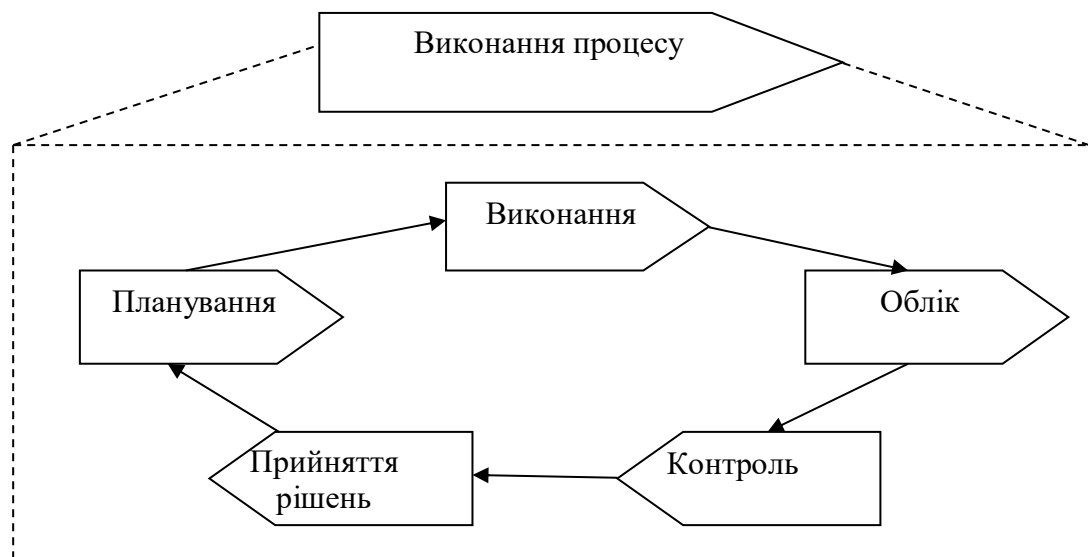 Виконання процесу
Виконання
Планування
Облік
Прийняття
рішень
Контроль